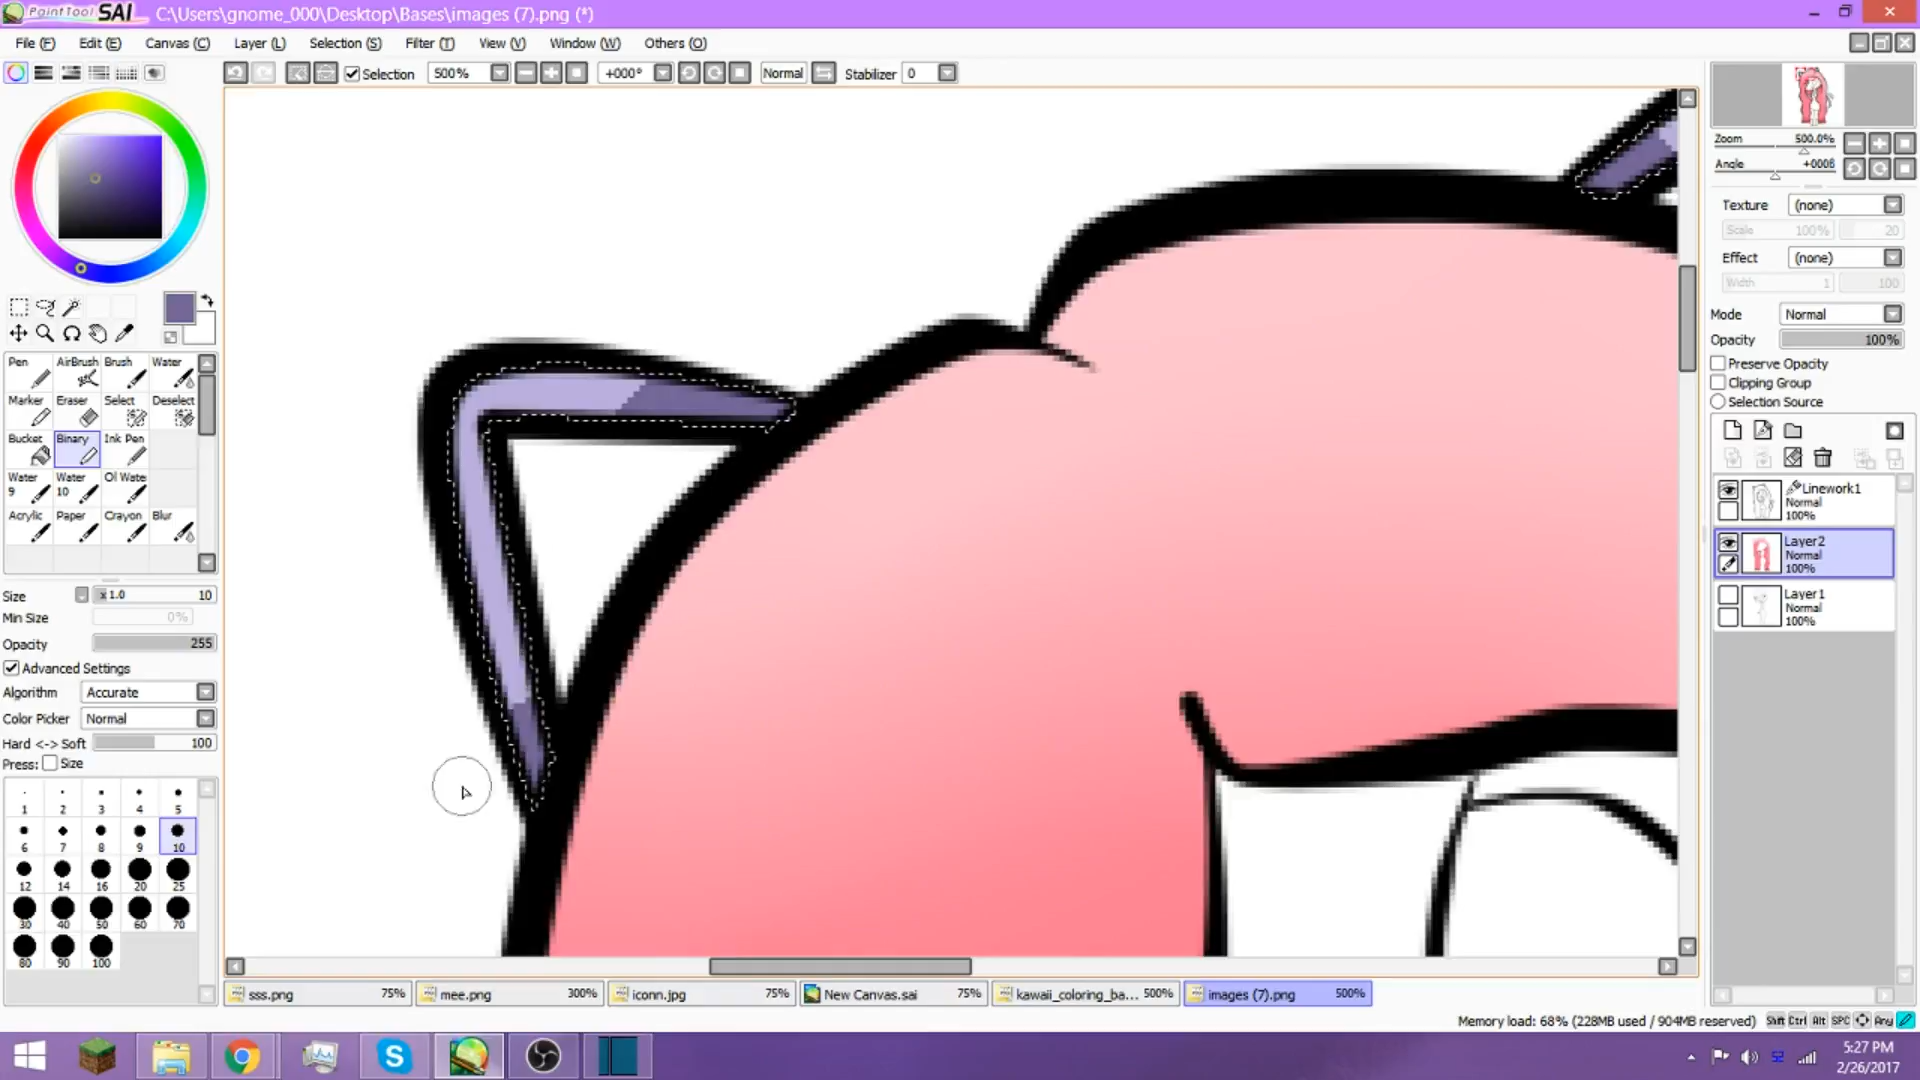 PaintTool SAI C:\Users\gnome_000\Desktop\Bases\images (7).png (*)
File (F) Edit (E) Canvas (C) Layer (L) Selection (S) Filter (T) View (V) Window (W) Others (O)
Selection 500% +000° Normal Stabilizer 0
Zoom 500.0%
Angle +0006
Texture (none)
Scale 100% 20
Effect (none)
Width 1 100
Mode Normal
Opacity 100%
Preserve Opacity
Clipping Group
Selection Source
Linework1
Normal
100%
Layer2
Normal
100%
Layer1
Normal
100%
Pen AirBrush Brush Water
Marker Eraser Select Deselect
Bucket Binary Ink Pen
Water 9 Water 10 Oil Wate
Acrylic Paper Crayon Blur
Size x1.0 10
Min Size 0%
Opacity 255
Advanced Settings
Algorithm Accurate
Color Picker Normal
Hard <-> Soft 100
Press: Size
1 2 3 4 5
6 7 8 9 10
12 14 16 20 25
30 40 50 60 70
80 90 100
sss.png 75% mee.png 300% iconn.jpg 75% New Canvas.sai 75% kawaii_coloring_ba... 500% images (7).png 500%
Memory load: 68% (228MB used / 904MB reserved) Shift Ctrl Alt SPC Any
5:27 PM
2/26/2017